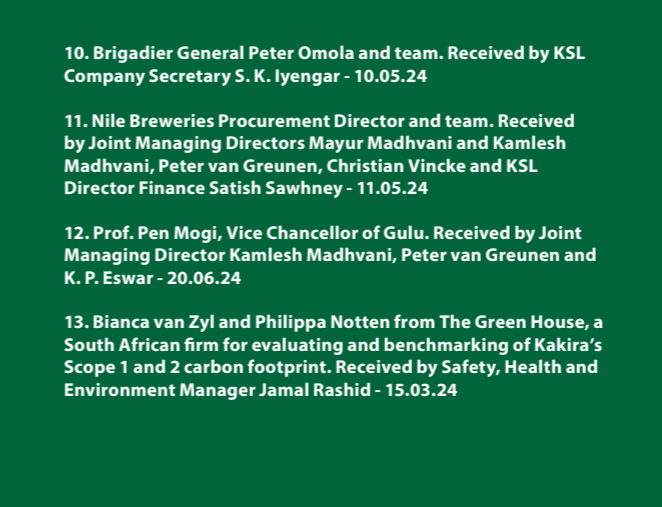 10. Brigadier General Peter Omola and team. Received by KSL
Company Secretary S. K. Iyengar - 10.05.24
11. Nile Breweries Procurement Director and team. Received
by Joint Managing Directors Mayur Madhvani and Kamlesh
Madhvani, Peter van Greunen, Christian Vincke and KSL
Director Finance Satish Sawhney - 11.05.24
12. Prof. Pen Mogi, Vice Chancellor of Gulu. Received by Joint
Managing Director Kamlesh Madhvani, Peter van Greunen and
K. P. Eswar - 20.06.24
13. Bianca van Zyl and Philippa Notten from The Green House, a
South African firm for evaluating and benchmarking of Kakira’s
Scope 1 and 2 carbon footprint. Received by Safety, Health and
Environment Manager Jamal Rashid - 15.03.24